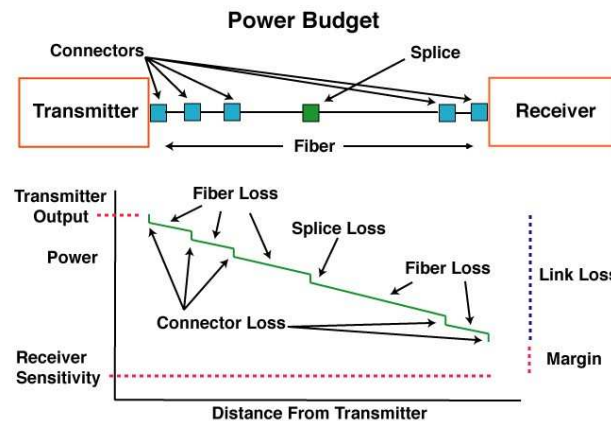 Power Budget
Connectors
Splice
Transmitter
Receiver
Fiber
Transmitter
Output
Fiber Loss
Splice Loss
Power
Fiber Loss
Link Loss
Connector Loss
Receiver
Sensitivity
Margin
Distance From Transmitter